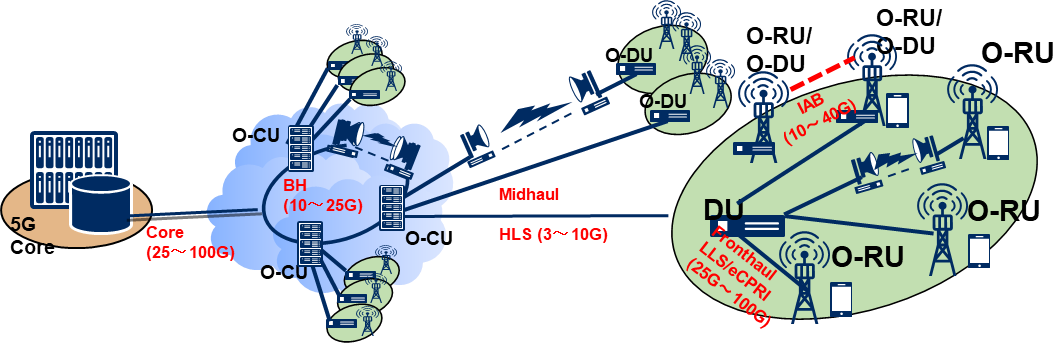 O-RU/
O-DU
O-RU/
O-DU
O-RU
O-DU
O-DU
IAB
(10～40G)
O-CU
BH
(10～25G)
Midhaul
5G
Core
Core
(25～100G)
O-CU
HLS (3～10G)
DU
O-RU
O-CU
Fronthaul
LLS/eCPRI
(25G～100G)
O-RU